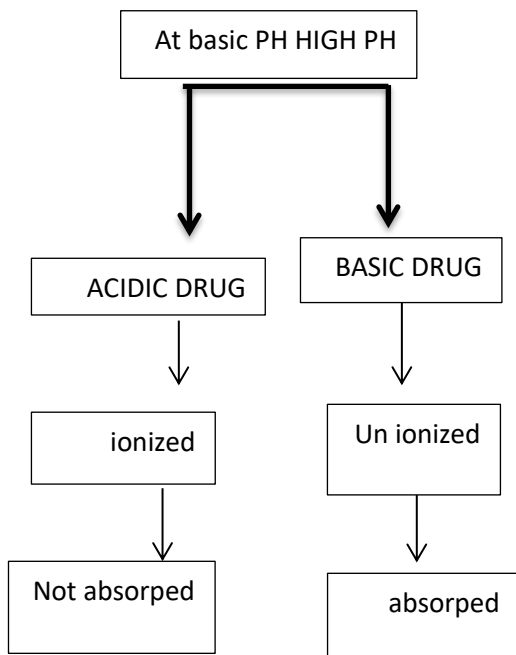 At basic PH HIGH PH
ACIDIC DRUG
BASIC DRUG
ionized
Un ionized
Not absorped
absorped